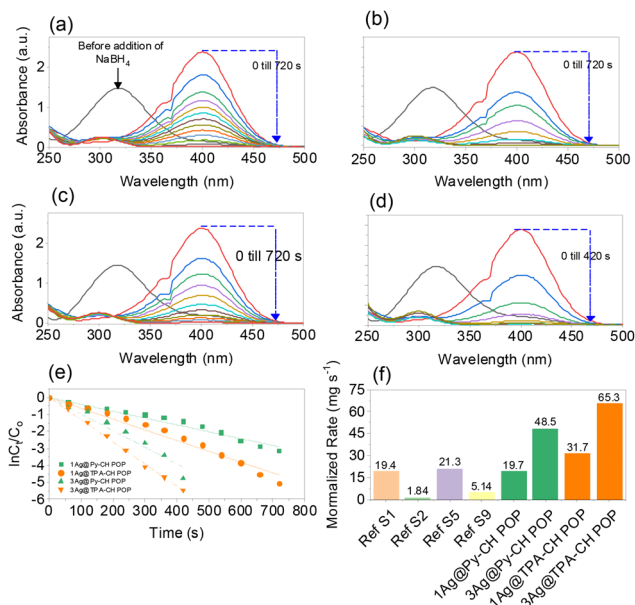 (a)
Before addition of
NaBH4
0 till 720 s
Absorbance (a.u.)
2
1
0
250 300 350 400 450 500
Wavelength (nm)
(b)
0 till 720 s
250 300 350 400 450 500
Wavelength (nm)
(c)
0 till 720 s
Absorbance (a.u.)
2
1
0
250 300 350 400 450 500
Wavelength (nm)
(d)
0 till 420 s
250 300 350 400 450 500
Wavelength (nm)
(e)
lnCt/Co
0
-1
-2
-3
-4
-5
-6
1Ag@Py-CH POP
1Ag@TPA-CH POP
3Ag@Py-CH POP
3Ag@TPA-CH POP
0 100 200 300 400 500 600 700 800
Time (s)
(f)
Mormalized Rate (mg s-1)
75
60
45
30
15
0
19.4
1.84
21.3
5.14
19.7
48.5
31.7
65.3
Ref S1
Ref S2
Ref S5
Ref S9
1Ag@Py-CH POP
3Ag@Py-CH POP
1Ag@TPA-CH POP
3Ag@TPA-CH POP